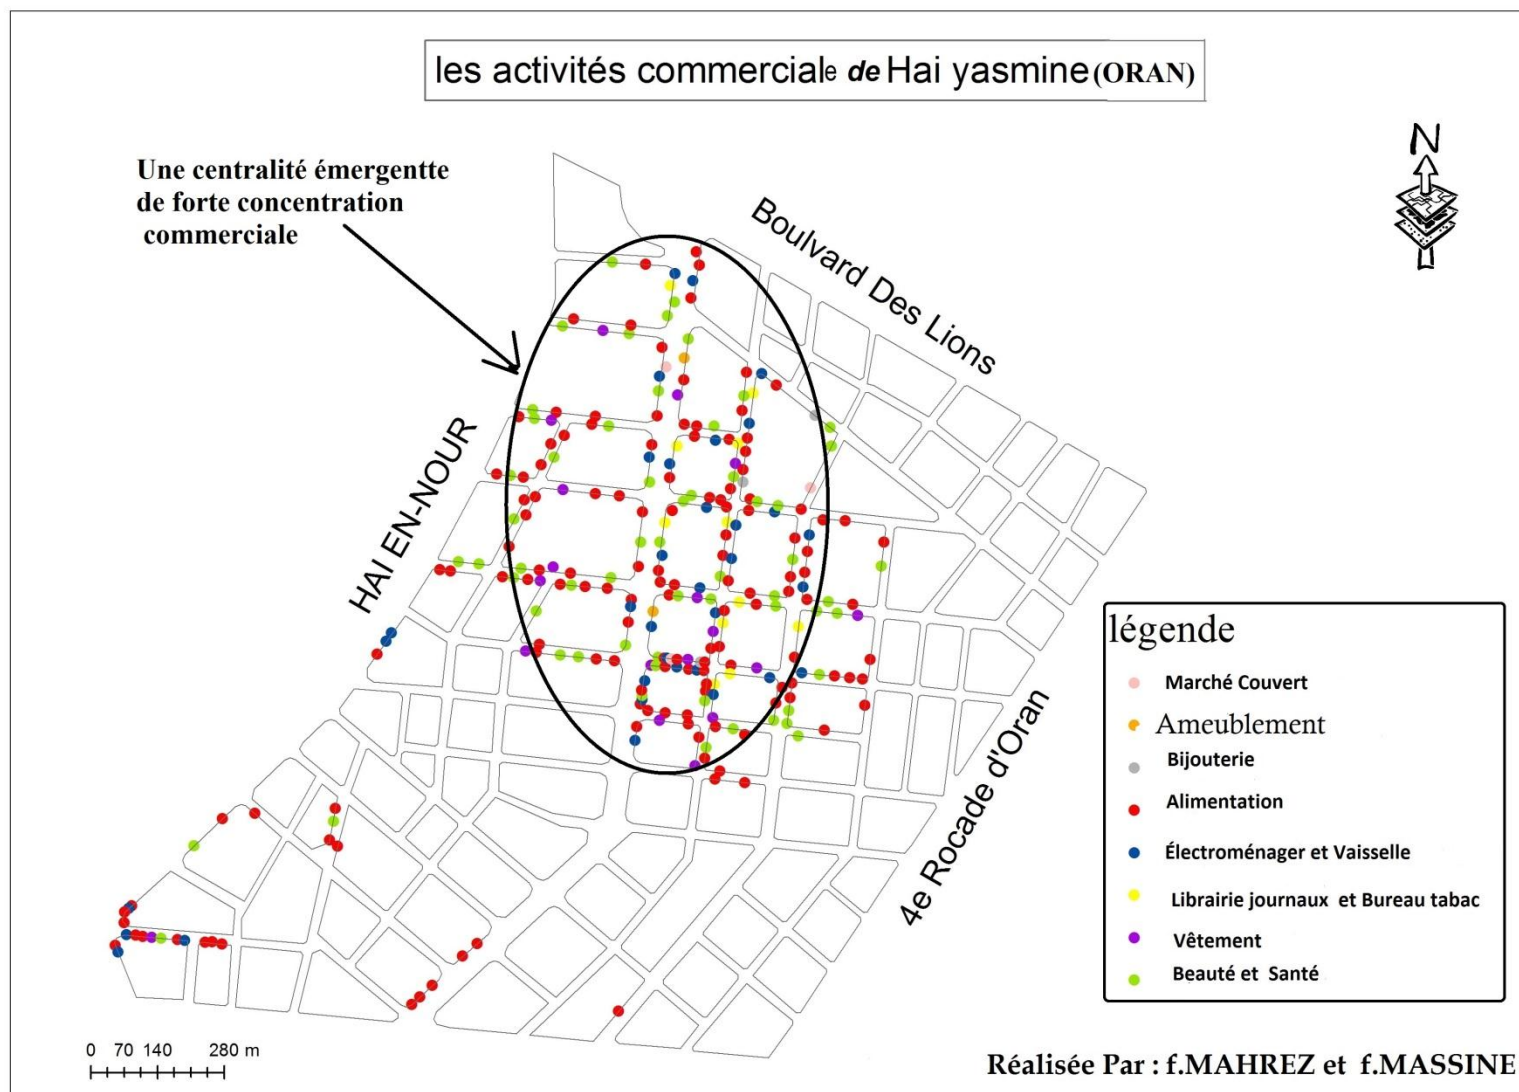 les activités commerciale de Hai yasmine (ORAN)
Une centralité émergentte
de forte concentration
commerciale
N
Boulvard Des Lions
HAI EN-NOUR
4e Rocade d'Oran
légende
Marché Couvert
Ameublement
Bijouterie
Alimentation
Électroménager et Vaisselle
Librairie journaux et Bureau tabac
Vêtement
Beauté et Santé
0 70 140 280 m
Réalisée Par : f.MAHREZ et f.MASSINE